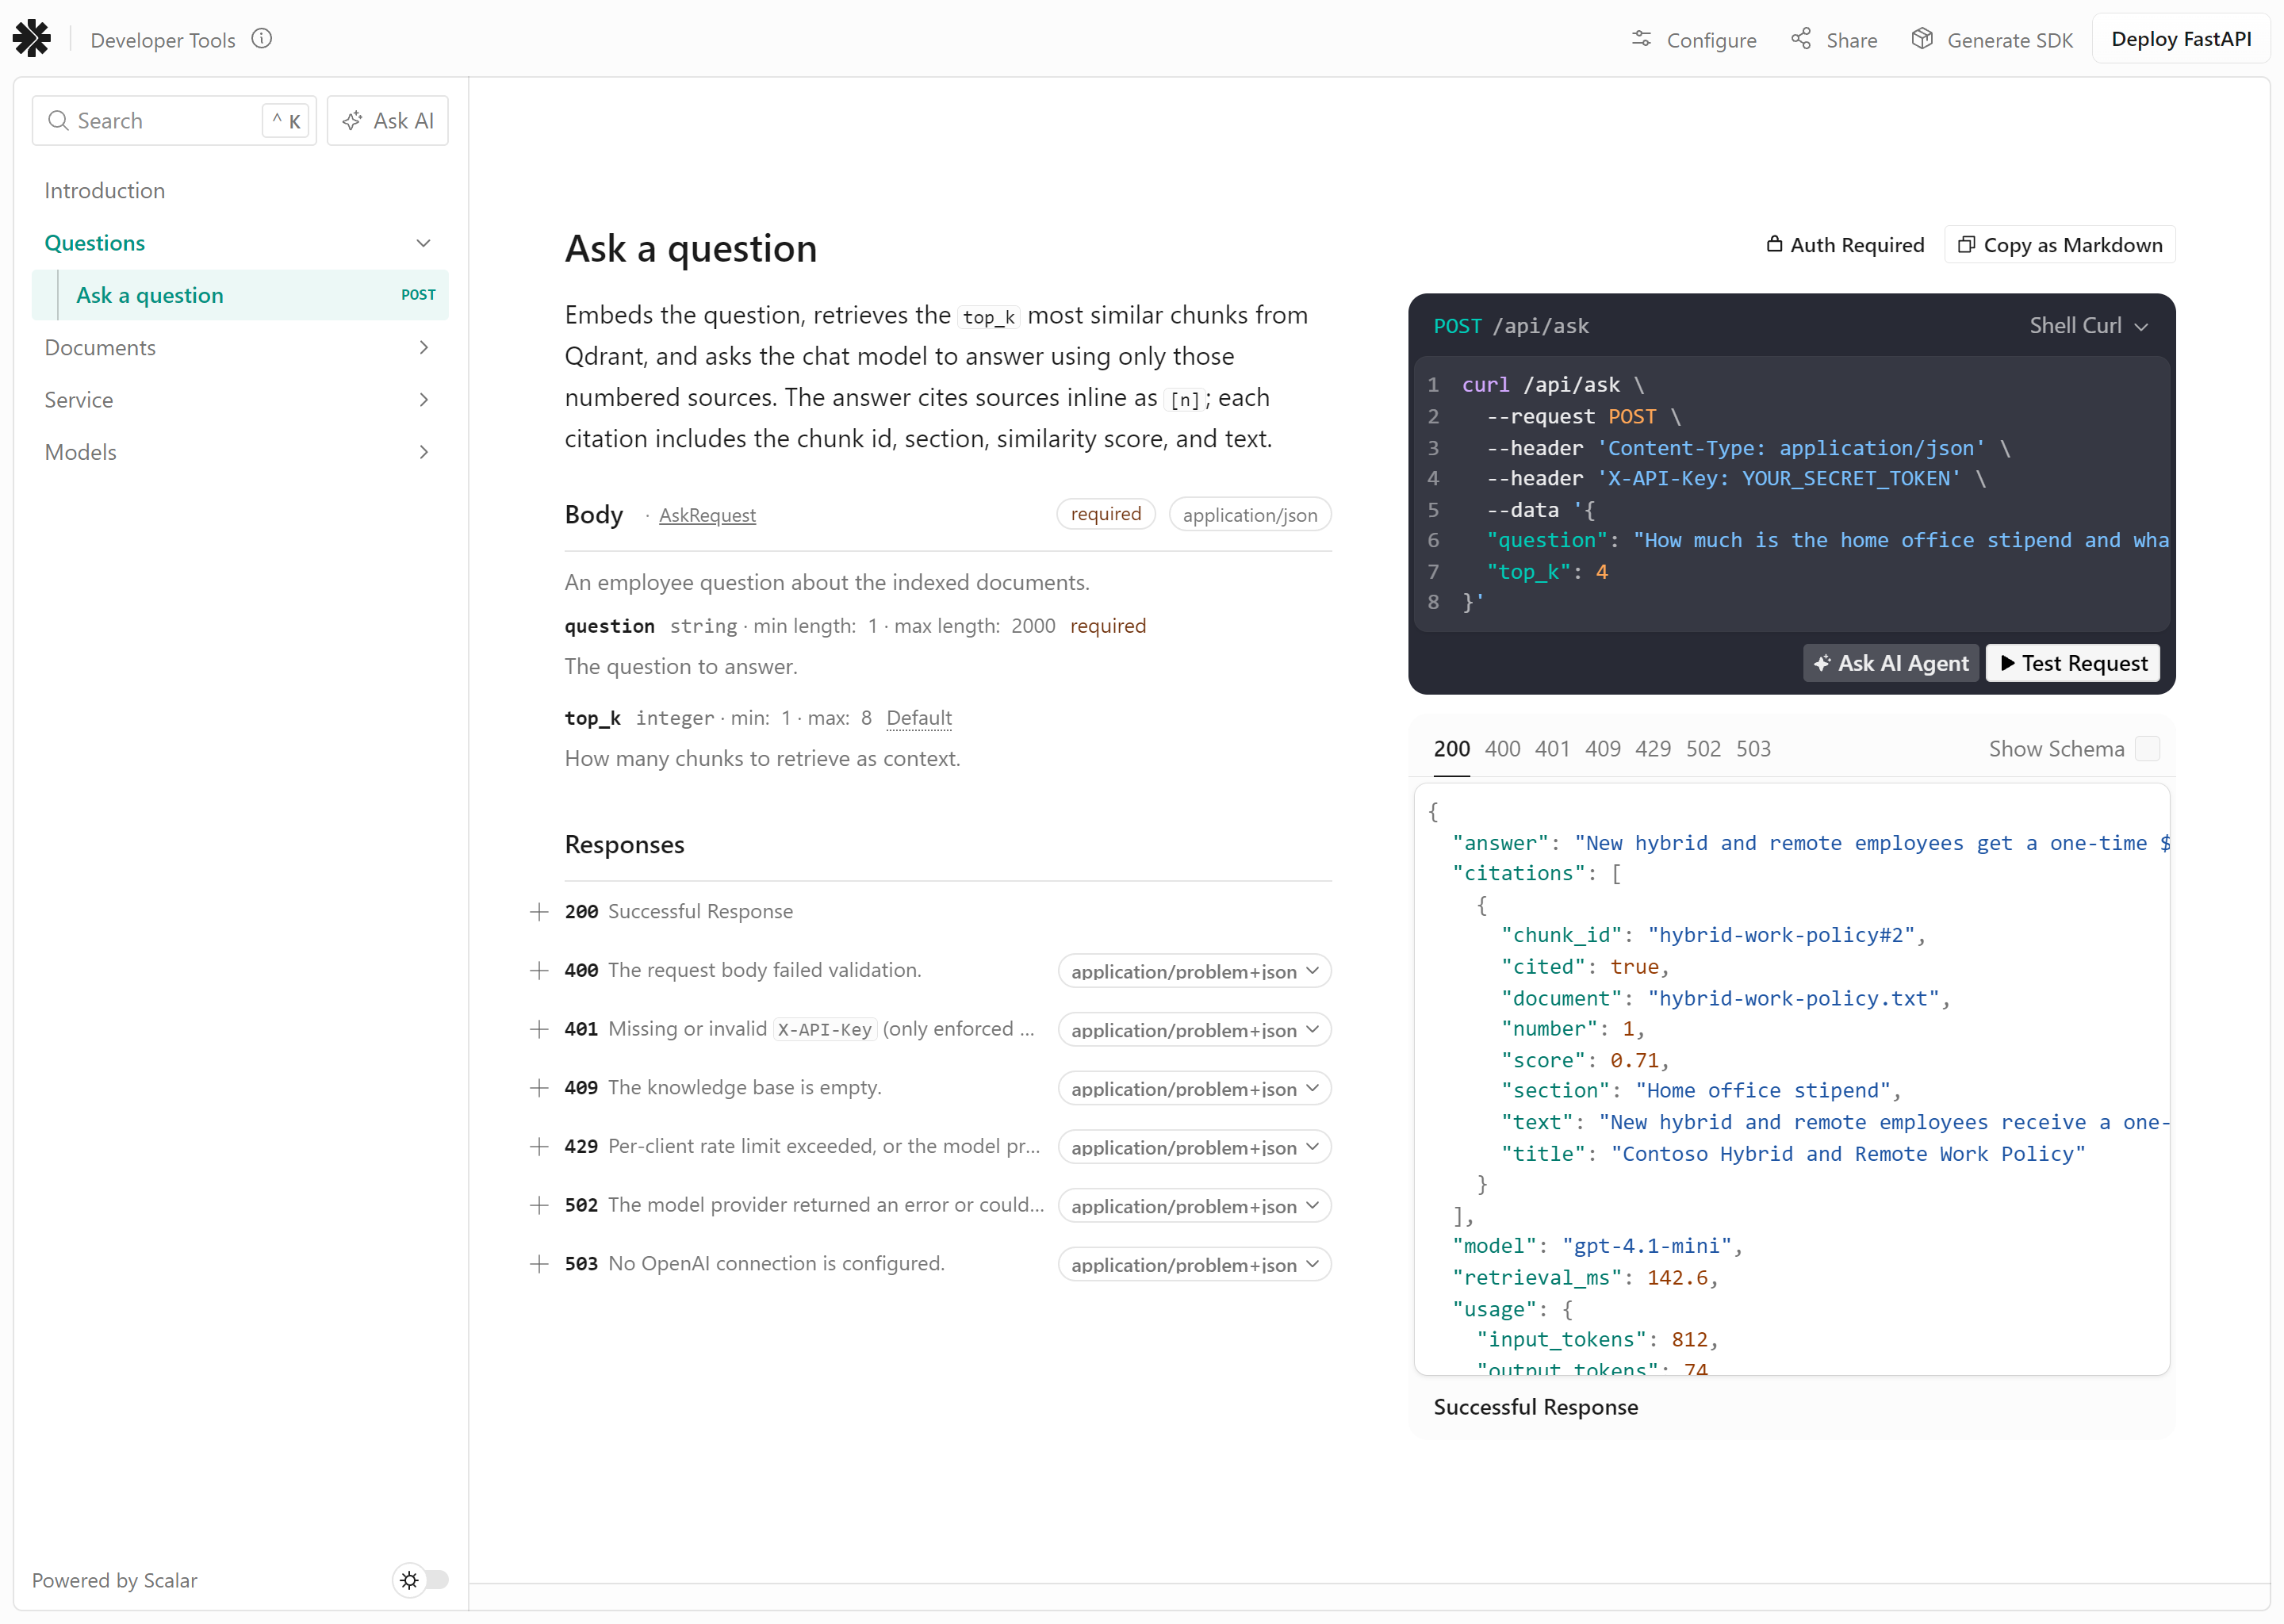 Developer Tools
Configure
Share
Generate SDK
Deploy FastAPI
Search
^ K
Ask AI
Introduction
Questions
Ask a question POST
Documents
Service
Models
Powered by Scalar
Ask a question
Embeds the question, retrieves the top_k most similar chunks from
Qdrant, and asks the chat model to answer using only those
numbered sources. The answer cites sources inline as [n]; each
citation includes the chunk id, section, similarity score, and text.
Body · AskRequest required application/json
An employee question about the indexed documents.
question string · min length: 1 · max length: 2000 required
The question to answer.
top_k integer · min: 1 · max: 8 Default
How many chunks to retrieve as context.
Responses
200 Successful Response
400 The request body failed validation. application/problem+json
401 Missing or invalid X-API-Key (only enforced ... application/problem+json
409 The knowledge base is empty. application/problem+json
429 Per-client rate limit exceeded, or the model pr... application/problem+json
502 The model provider returned an error or could... application/problem+json
503 No OpenAI connection is configured. application/problem+json
Auth Required
Copy as Markdown
POST /api/ask Shell Curl
1 curl /api/ask \
2 --request POST \
3 --header 'Content-Type: application/json' \
4 --header 'X-API-Key: YOUR_SECRET_TOKEN' \
5 --data '{
6 "question": "How much is the home office stipend and wha
7 "top_k": 4
8 }'
Ask AI Agent
Test Request
200 400 401 409 429 502 503 Show Schema
{
"answer": "New hybrid and remote employees get a one-time $
"citations": [
{
"chunk_id": "hybrid-work-policy#2",
"cited": true,
"document": "hybrid-work-policy.txt",
"number": 1,
"score": 0.71,
"section": "Home office stipend",
"text": "New hybrid and remote employees receive a one-
"title": "Contoso Hybrid and Remote Work Policy"
}
],
"model": "gpt-4.1-mini",
"retrieval_ms": 142.6,
"usage": {
"input_tokens": 812,
"output_tokens": 74
Successful Response